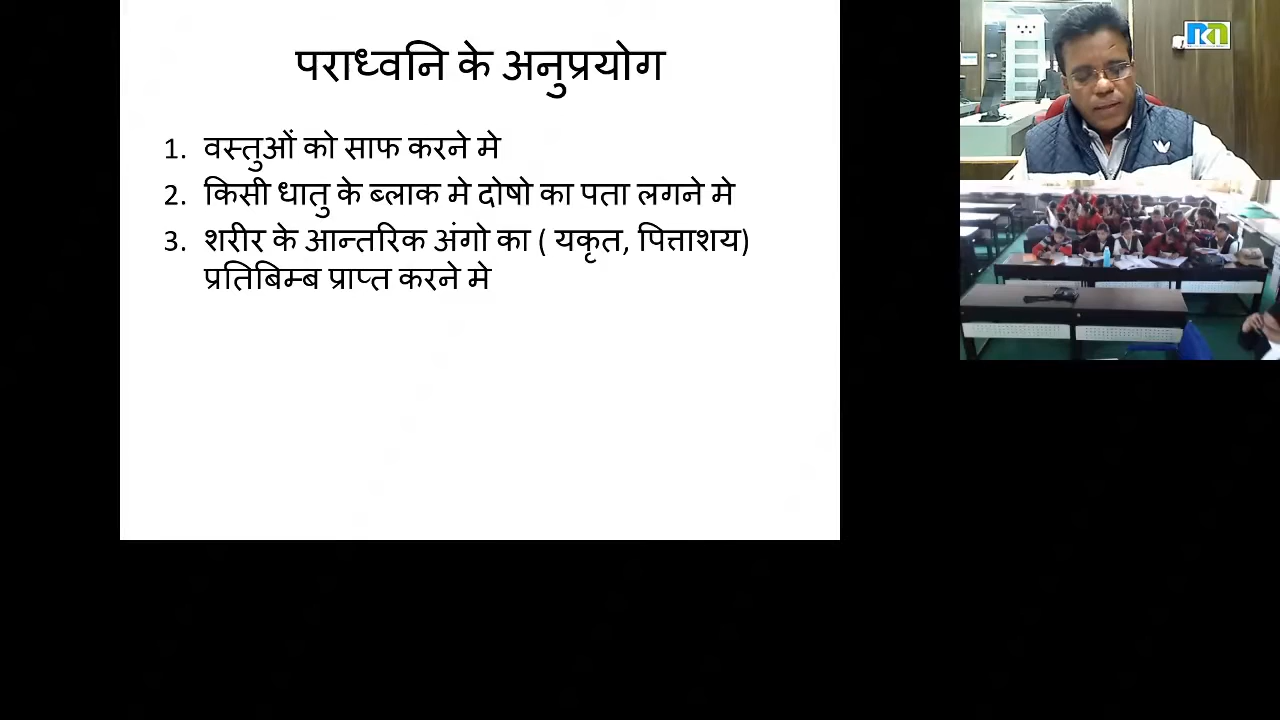 पराध्वनि के अनुप्रयोग
1. वस्तुओं को साफ करने मे
2. किसी धातु के ब्लाक मे दोषो का पता लगने मे
3. शरीर के आन्तरिक अंगो का ( यकृत, पित्ताशय)
प्रतिबिम्ब प्राप्त करने मे